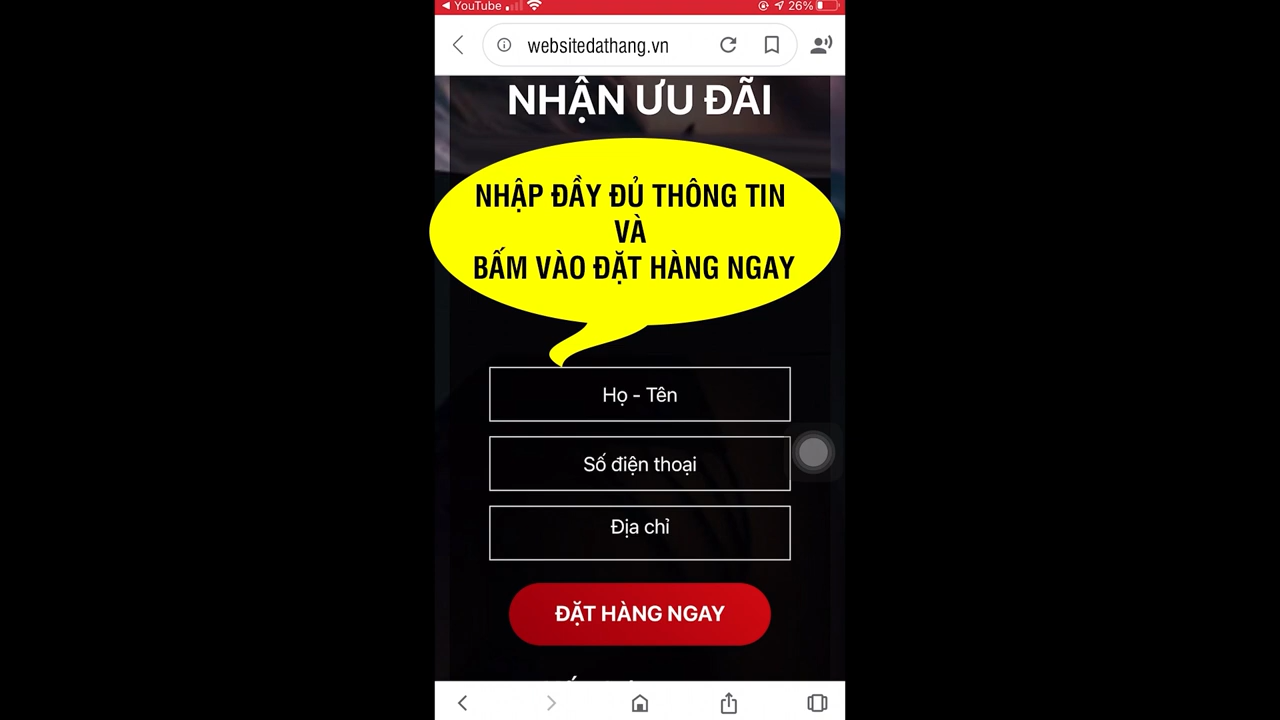 YouTube
26%
websitedathang.vn
NHẬN ƯU ĐÃI
NHẬP ĐẦY ĐỦ THÔNG TIN
VÀ
BẤM VÀO ĐẶT HÀNG NGAY
Họ - Tên
Số điện thoại
Địa chỉ
ĐẶT HÀNG NGAY